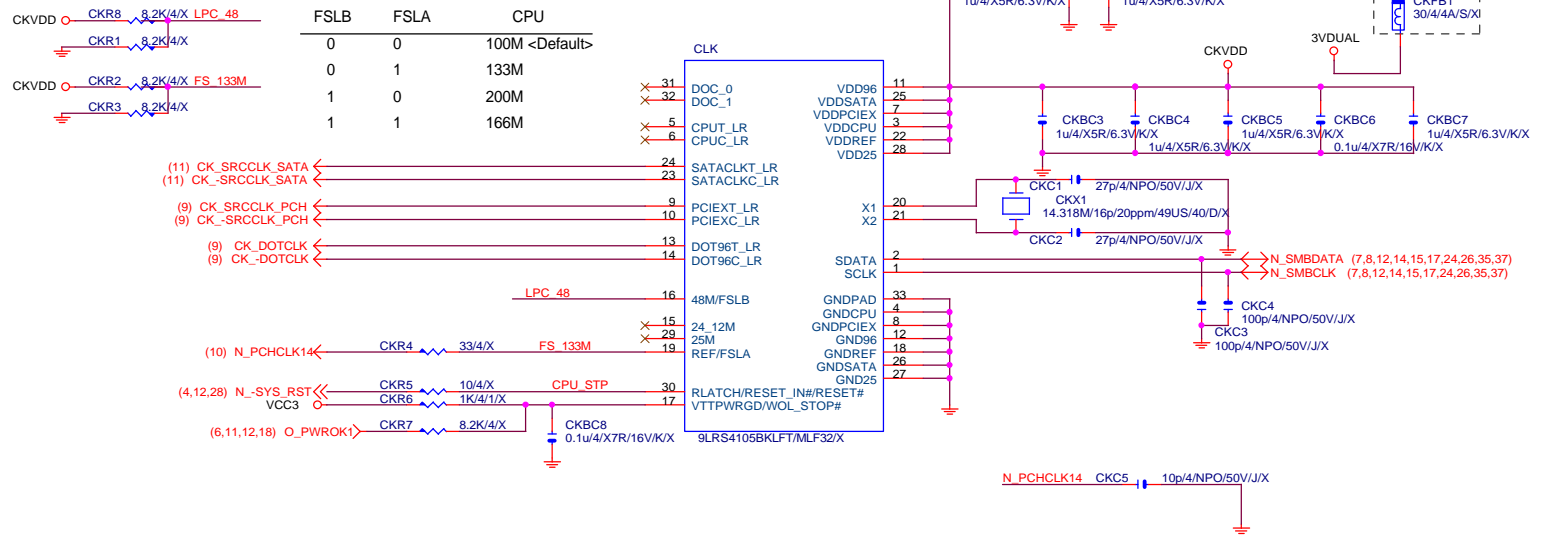 CKVDD CKR8 8.2K/4/X LPC_48
CKR1 8.2K/4/X
CKVDD CKR2 8.2K/4/X FS_133M
CKR3 8.2K/4/X
FSLB FSLA CPU
0 0 100M <Default>
0 1 133M
1 0 200M
1 1 166M
1u/4/X5R/6.3V/K/X
1u/4/X5R/6.3V/K/X
CKFB1
30/4/4A/S/X
3VDUAL
CKVDD
CLK
31 DOC_0
32 DOC_1
5 CPUT_LR
6 CPUC_LR
(11) CK_SRCCLK_SATA 24 SATACLKT_LR
(11) CK_-SRCCLK_SATA 23 SATACLKC_LR
(9) CK_SRCCLK_PCH 9 PCIEXT_LR
(9) CK_-SRCCLK_PCH 10 PCIEXC_LR
(9) CK_DOTCLK 13 DOT96T_LR
(9) CK_-DOTCLK 14 DOT96C_LR
LPC_48 16 48M/FSLB
15 24_12M
29 25M
(10) N_PCHCLK14 CKR4 33/4/X FS_133M 19 REF/FSLA
(4,12,28) N_-SYS_RST CKR5 10/4/X CPU_STP 30 RLATCH/RESET_IN#/RESET#
VCC3 CKR6 1K/4/1/X 17 VTTPWRGD/WOL_STOP#
(6,11,12,18) O_PWROK1 CKR7 8.2K/4/X
CKBC8
0.1u/4/X7R/16V/K/X
9LRS4105BKLFT/MLF32/X
VDD96 11
VDDSATA 25
VDDPCIEX 7
VDDCPU 3
VDDREF 22
VDD25 28
X1 20
X2 21
SDATA 2
SCLK 1
GNDPAD 33
GNDCPU 4
GNDPCIEX 8
GND96 12
GNDREF 18
GNDSATA 26
GND25 27
CKBC3
1u/4/X5R/6.3V/K/X
CKBC4
1u/4/X5R/6.3V/K/X
CKBC5
1u/4/X5R/6.3V/K/X
CKBC6
0.1u/4/X7R/16V/K/X
CKBC7
1u/4/X5R/6.3V/K/X
CKC1 27p/4/NPO/50V/J/X
CKX1
14.318M/16p/20ppm/49US/40/D/X
CKC2 27p/4/NPO/50V/J/X
N_SMBDATA (7,8,12,14,15,17,24,26,35,37)
N_SMBCLK (7,8,12,14,15,17,24,26,35,37)
CKC4
100p/4/NPO/50V/J/X
CKC3
100p/4/NPO/50V/J/X
N_PCHCLK14 CKC5 10p/4/NPO/50V/J/X